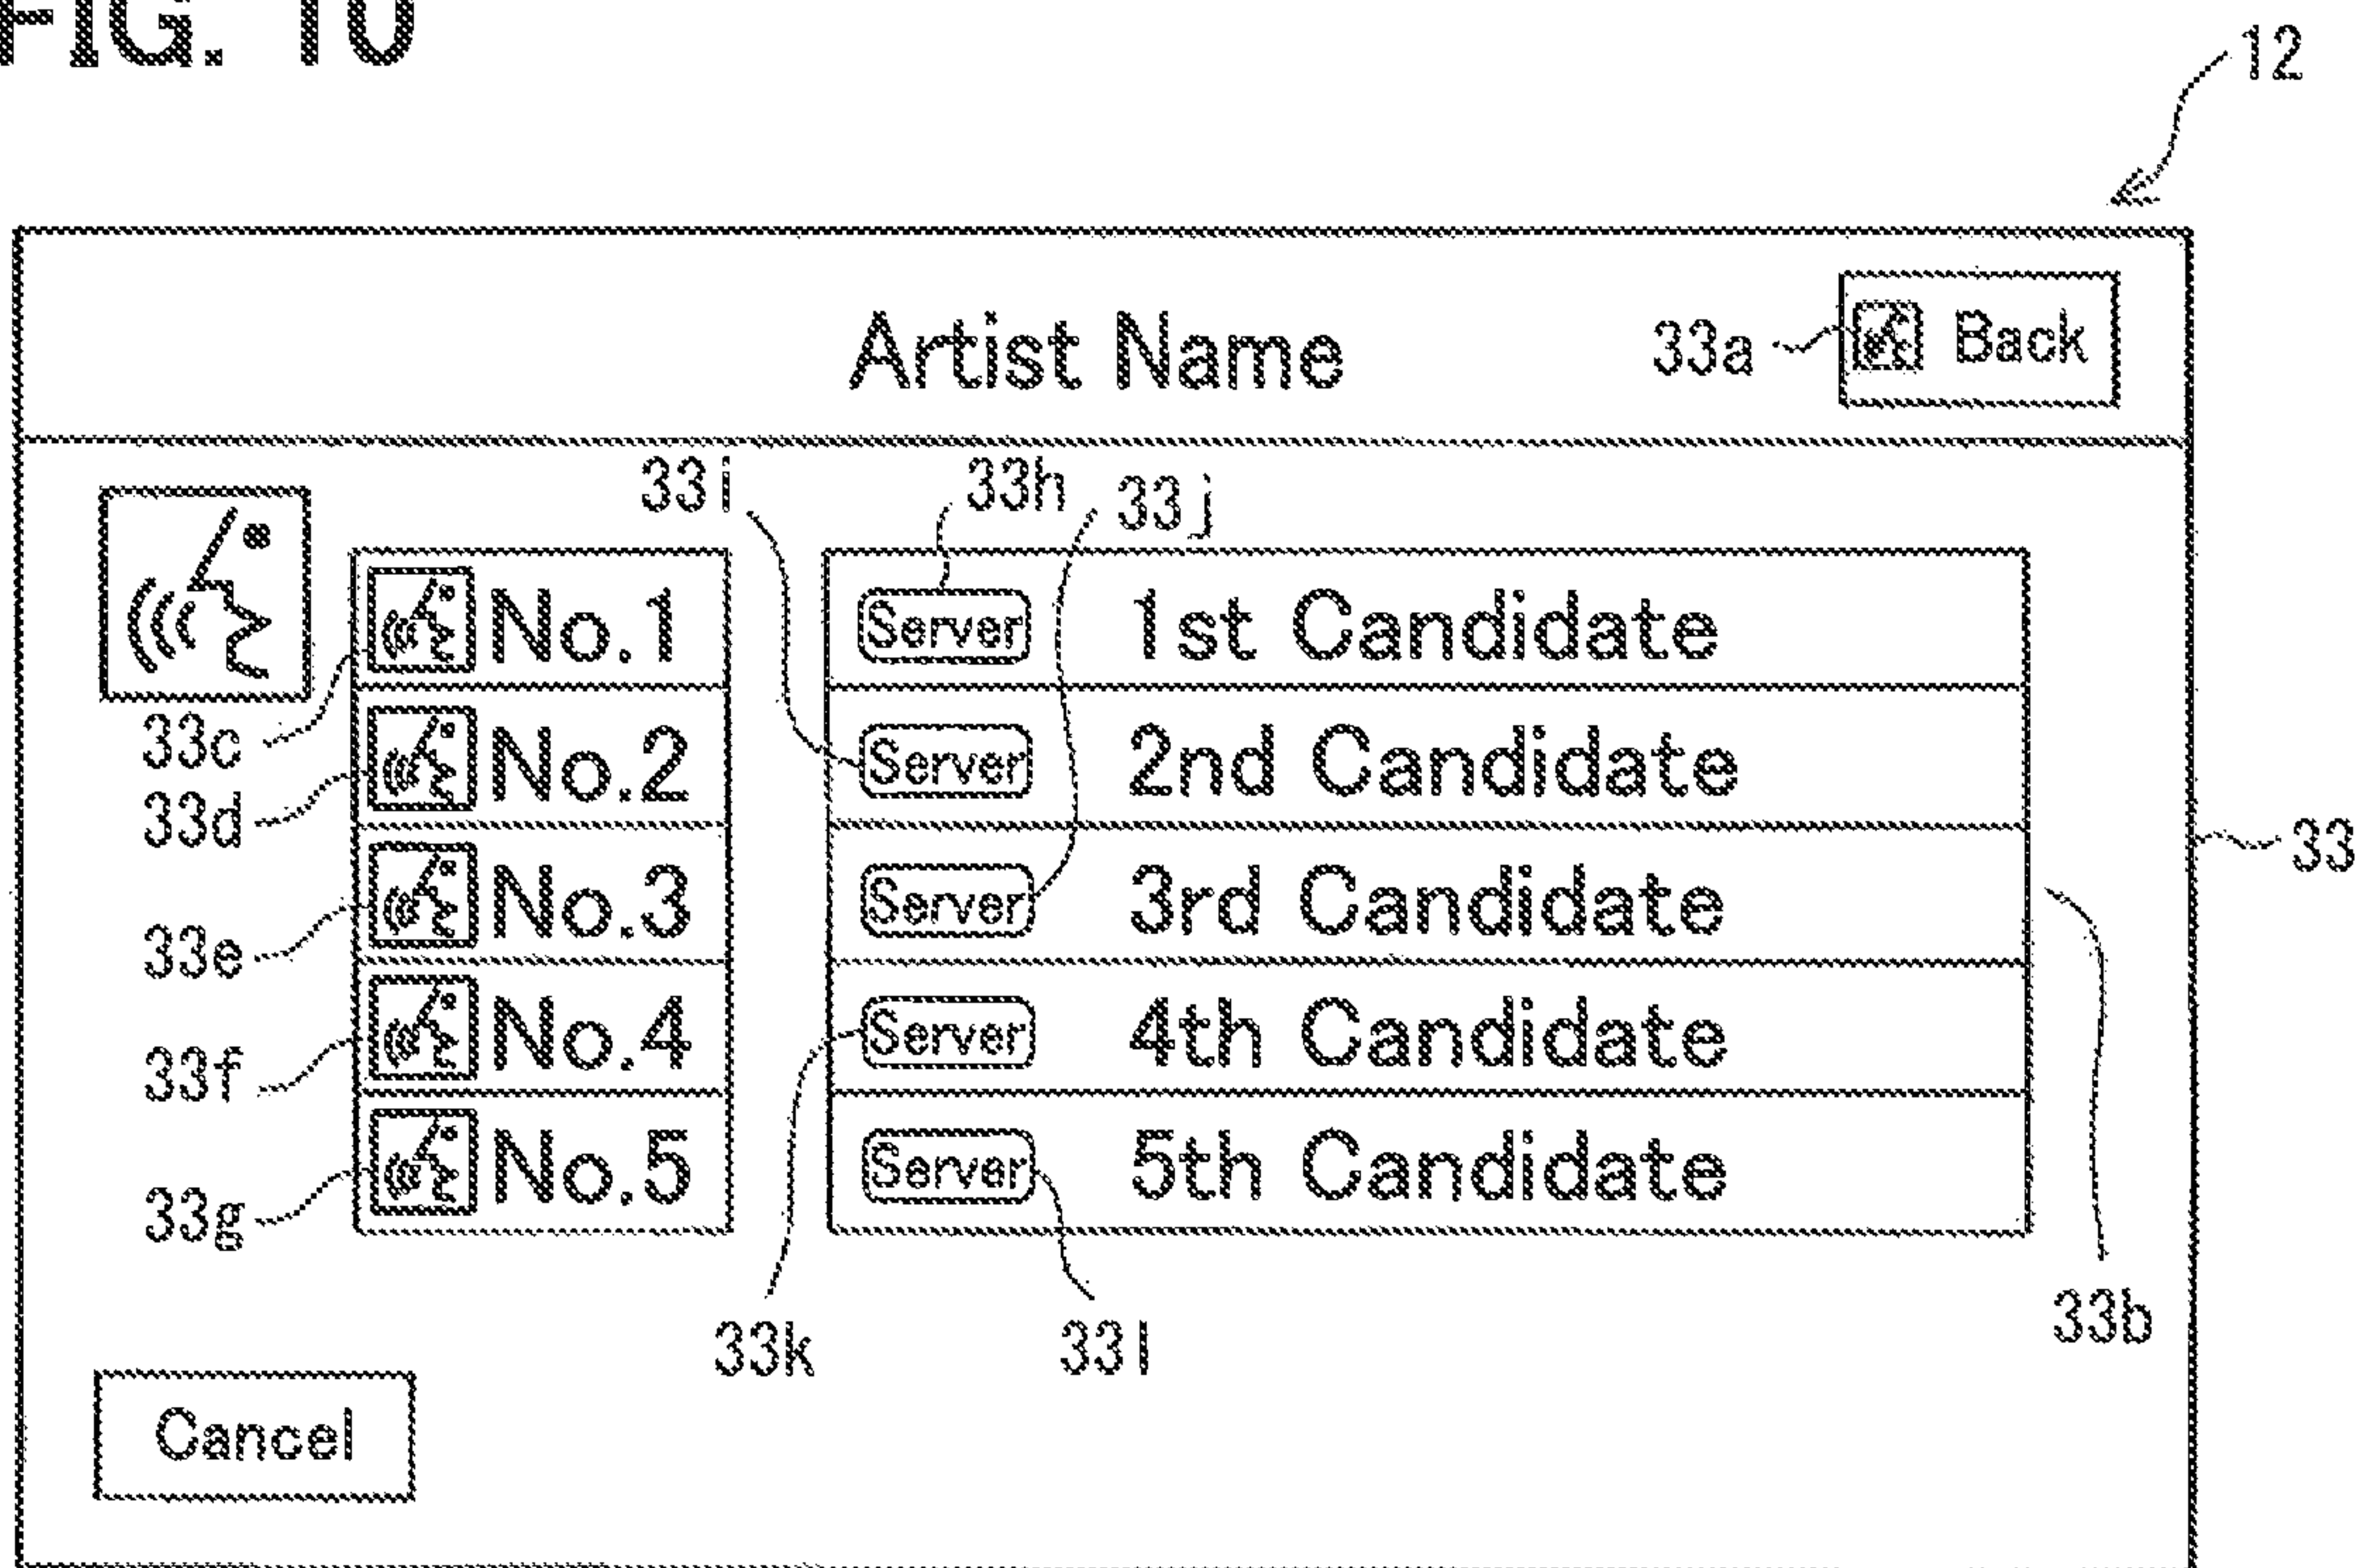 FIG. 10
12
Artist Name
33a
Back
33i
33h
33j
No.1
Server
1st Candidate
33c
No.2
Server
2nd Candidate
33d
33
No.3
Server
3rd Candidate
33e
No.4
Server
4th Candidate
33f
No.5
Server
5th Candidate
33g
33k
33l
33b
Cancel